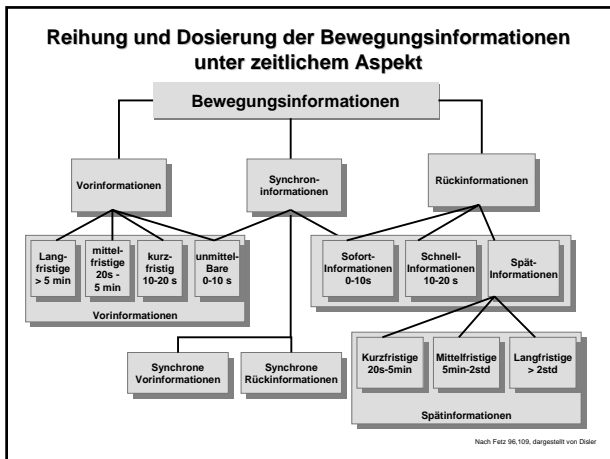 Reihung und Dosierung der Bewegungsinformationen
unter zeitlichem Aspekt
Bewegungsinformationen
Vorinformationen
Synchron-
informationen
Rückinformationen
Lang-
fristige
> 5 min
mittel-
fristige
20s -
5 min
kurz-
fristig
10-20 s
unmittel-
Bare
0-10 s
Vorinformationen
Sofort-
Informationen
0-10s
Schnell-
Informationen
10-20 s
Spät-
Informationen
Synchrone
Vorinformationen
Synchrone
Rückinformationen
Kurzfristige
20s-5min
Mittelfristige
5min-2std
Langfristige
> 2std
Spätinformationen
Nach Fetz 96,109, dargestellt von Disler